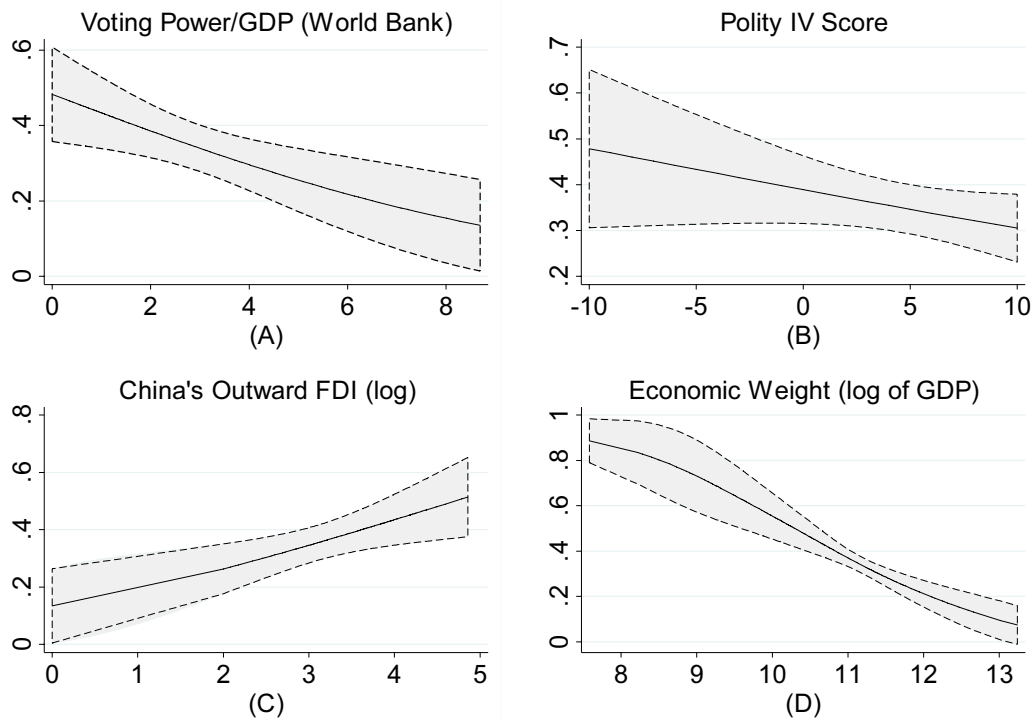 Voting Power/GDP (World Bank)
.6
.4
.2
0
0 2 4 6 8
(A)
Polity IV Score
.7
.6
.5
.4
.3
.2
-10 -5 0 5 10
(B)
China's Outward FDI (log)
.8
.6
.4
.2
0
0 1 2 3 4 5
(C)
Economic Weight (log of GDP)
1
.8
.6
.4
.2
0
8 9 10 11 12 13
(D)